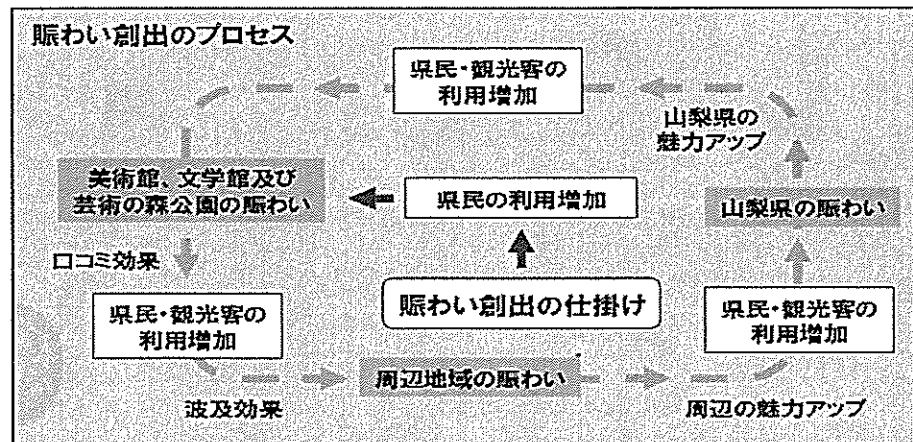 賑わい創出のプロセス
県民・観光客の
利用増加
山梨県の
魅力アップ
美術館、文学館及び
芸術の森公園の賑わい
県民の利用増加
山梨県の賑わい
口コミ効果
賑わい創出の仕掛け
県民・観光客の
利用増加
県民・観光客の
利用増加
周辺地域の賑わい
波及効果
周辺の魅力アップ